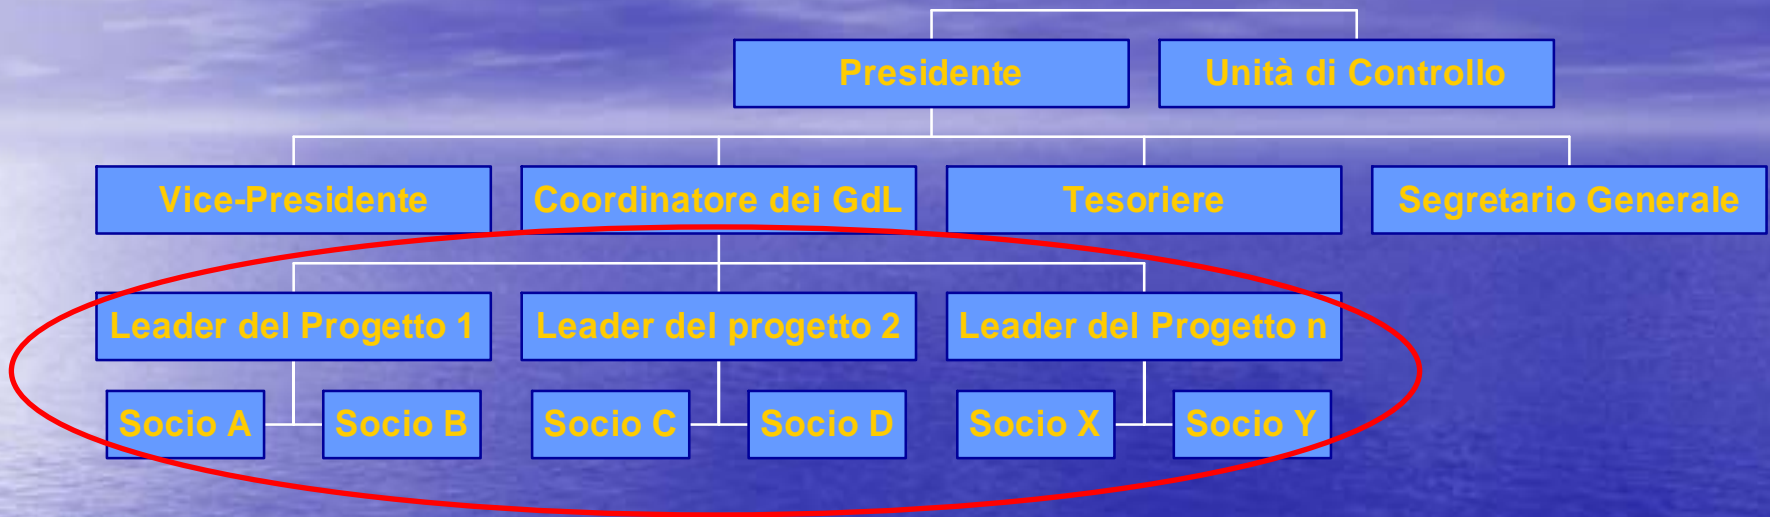 Presidente
Unità di Controllo
Vice-Presidente
Coordinatore dei GdL
Tesoriere
Segretario Generale
Leader del Progetto 1
Leader del progetto 2
Leader del Progetto n
Socio A
Socio B
Socio C
Socio D
Socio X
Socio Y